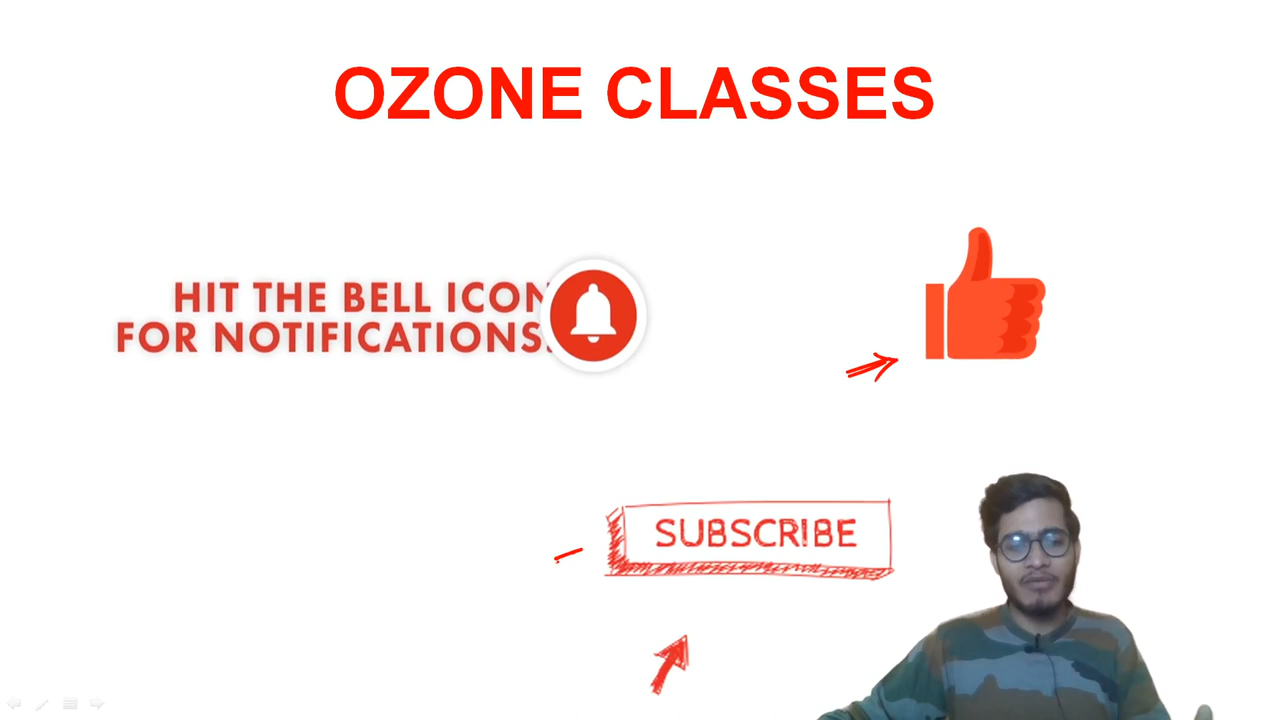 OZONE CLASSES
HIT THE BELL ICON
FOR NOTIFICATIONS.
SUBSCRIBE